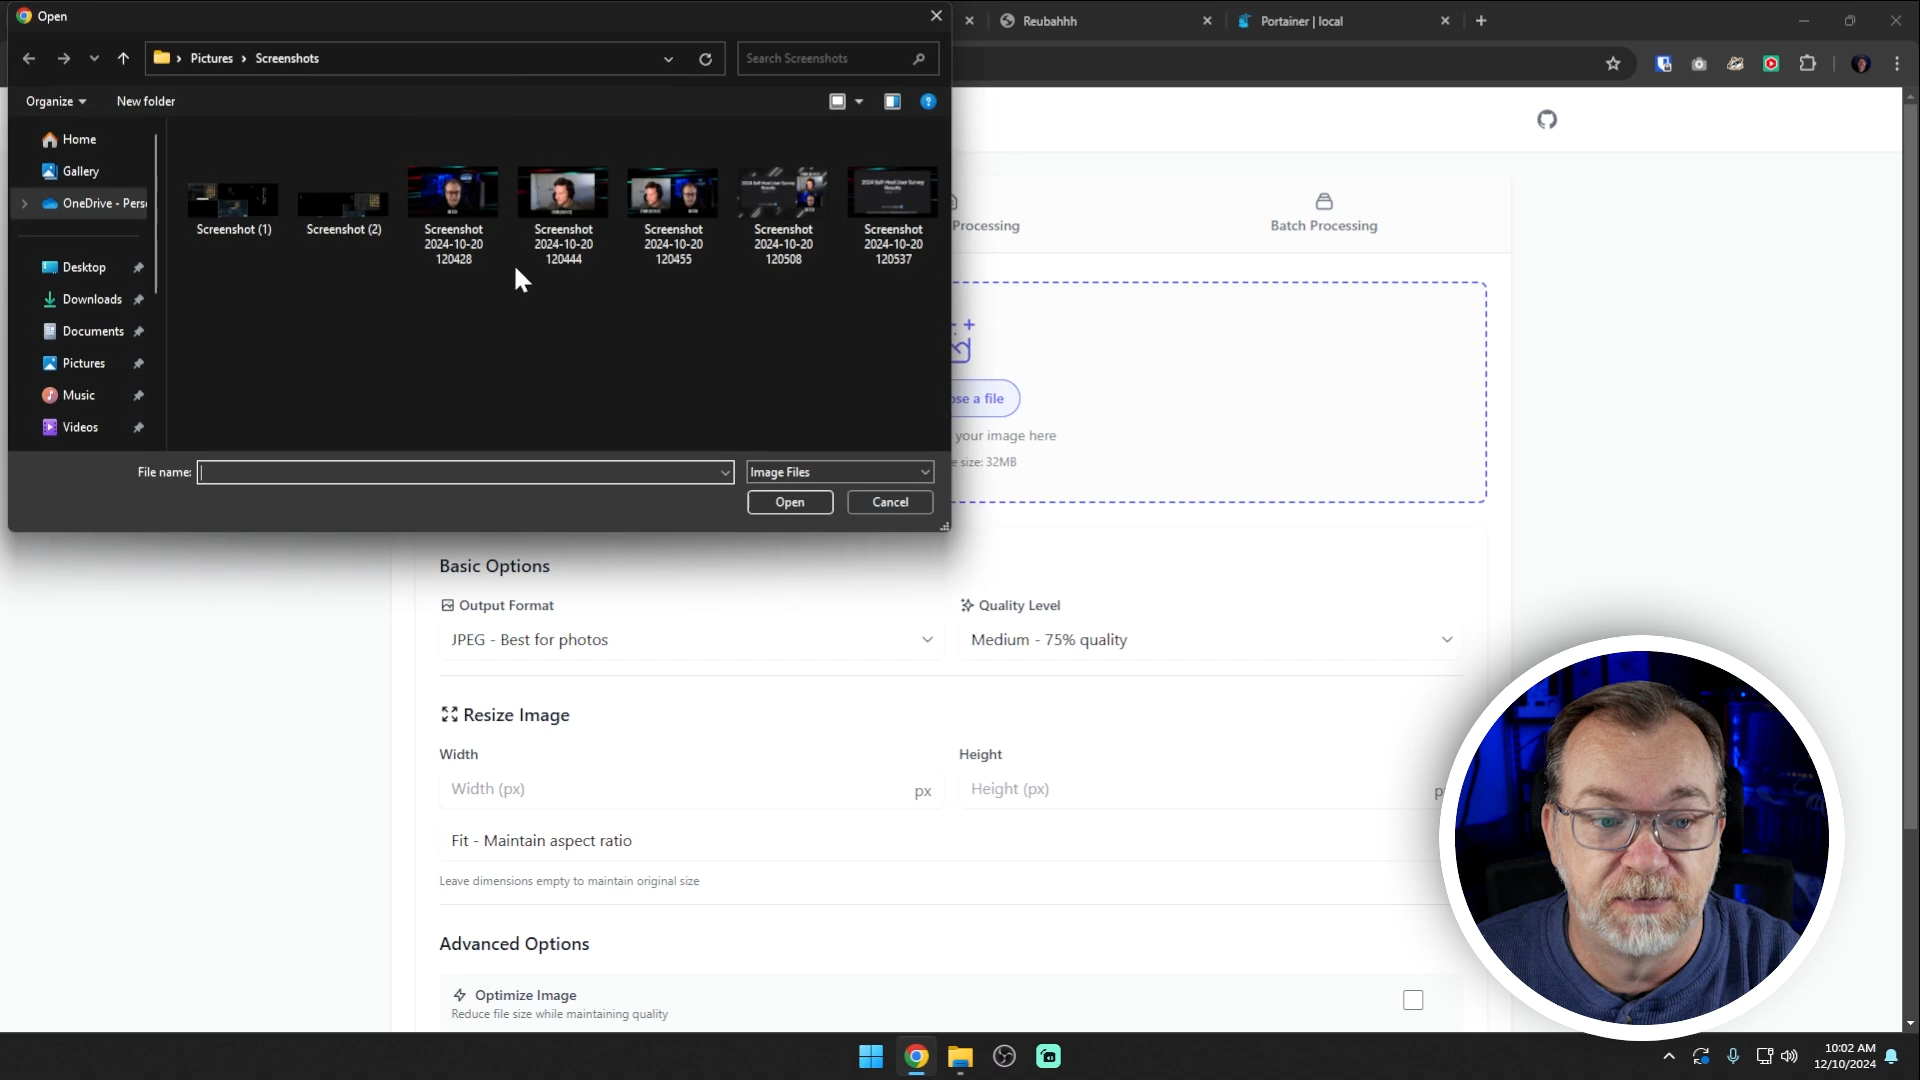 Open
Reubahhh
Portainer | local
Pictures
Screenshots
Search Screenshots
Organize
New folder
Home
Gallery
OneDrive - Pers
Desktop
Downloads
Documents
Pictures
Music
Videos
Screenshot (1)
Screenshot (2)
Screenshot
2024-10-20
120428
Screenshot
2024-10-20
120444
Screenshot
2024-10-20
120455
Screenshot
2024-10-20
120508
Screenshot
2024-10-20
120537
File name:
Image Files
Open
Cancel
Processing
Batch Processing
ose a file
your image here
e size: 32MB
Basic Options
Output Format
Quality Level
JPEG - Best for photos
Medium - 75% quality
Resize Image
Width
Height
Width (px)
px
Height (px)
p
Fit - Maintain aspect ratio
Leave dimensions empty to maintain original size
Advanced Options
Optimize Image
Reduce file size while maintaining quality
10:02 AM
12/10/2024